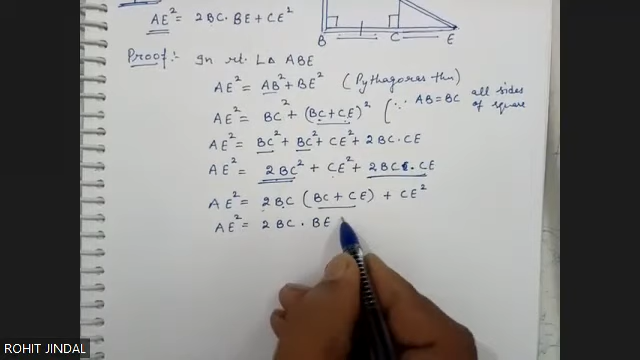 AE² = 2BC · BE + CE²
B C E
Proof :- In rt. L∆ ABE
AE² = AB² + BE² (Pythagoras thm)
AE² = BC² + (BC + CE)² (∵ AB = BC all sides of square
AE² = BC² + BC² + CE² + 2BC · CE
AE² = 2BC² + CE² + 2BC · CE
AE² = 2BC (BC + CE) + CE²
AE² = 2BC · BE
ROHIT JINDAL